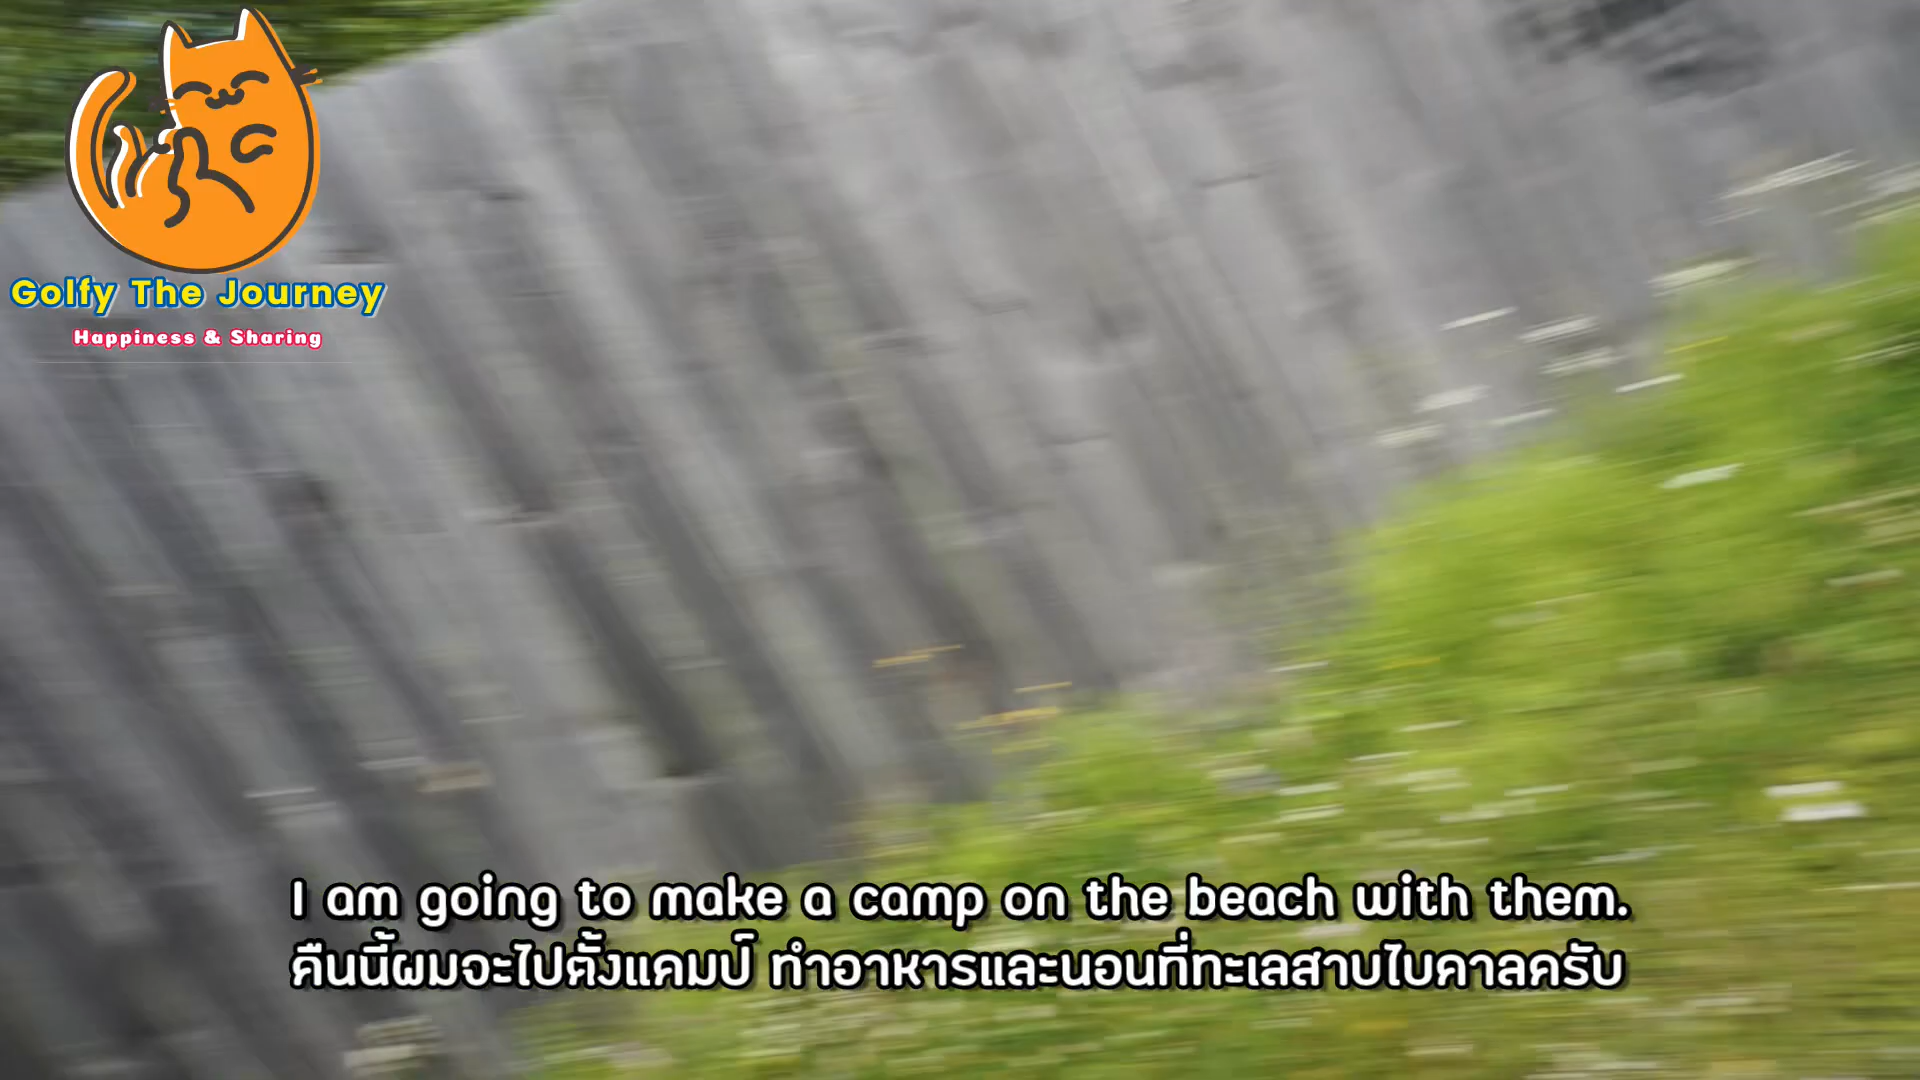 Golfy The Journey
Happiness & Sharing
I am going to make a camp on the beach with them.
คืนนี้ผมจะไปตั้งแคมป์ ทำอาหารและนอนที่ทะเลสาบไบคาลครับ